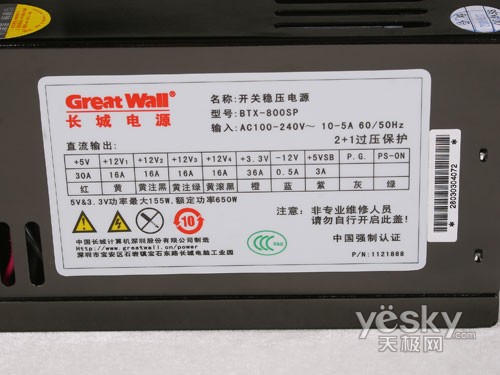 Great Wall®
长城电源
名称:开关稳压电源
型号:BTX-800SP
输入:AC100-240V~ 10-5A 60/50Hz
2+1过压保护
直流输出:
+5V +12V1 +12V2 +12V3 +12V4 +3.3V -12V +5VSB P.G. PS-ON
30A 16A 16A 16A 16A 36A 0.5A 3A
红 黄 黄注黑 黄注绿 黄滚黑 橙 蓝 紫 灰 绿
5V&3.3V功率最大155W,额定功率650W
注意: 非专业维修人员
请勿自行开启此盖!
10
中国长城计算机深圳股份有限公司制造
Http://www.greatwall.cn/power
深圳市宝安区石岩镇宝石东路长城电脑工业园
CCC
中国强制认证
P/N:1121868
* 28030304072 *
yesky
天极网